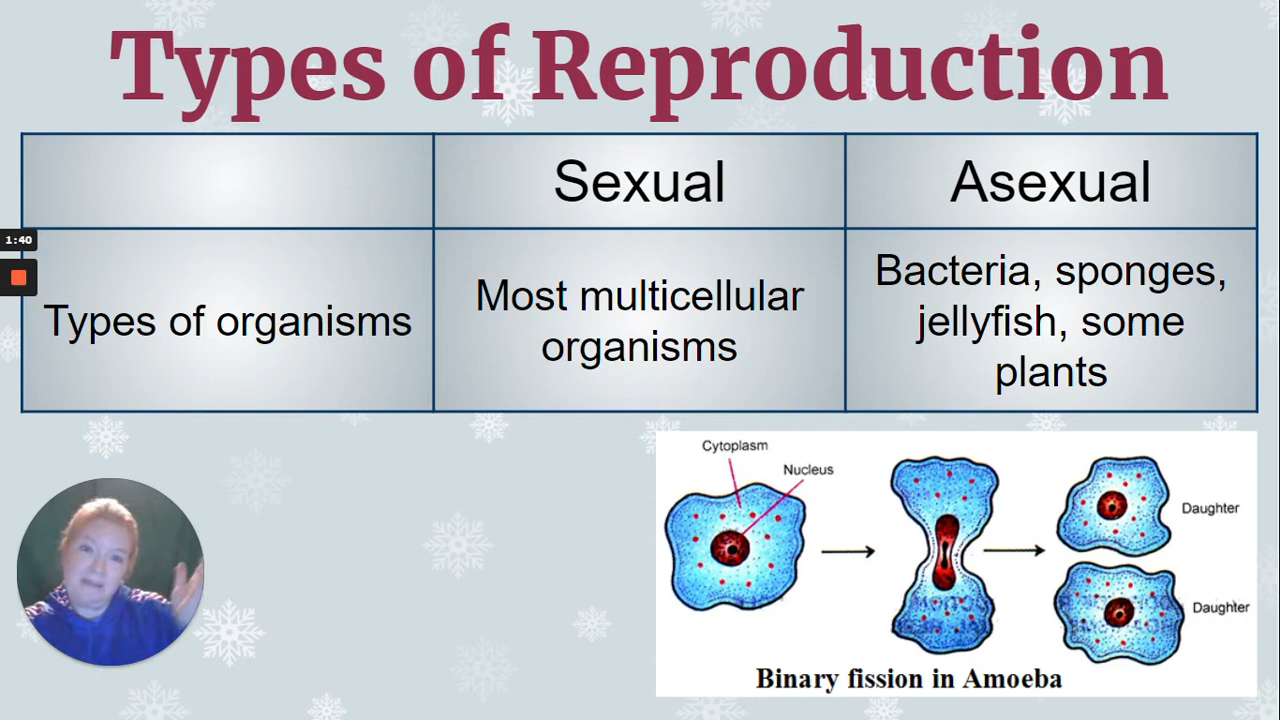 Types of Reproduction
Sexual
Asexual
1:40
Types of organisms
Most multicellular
organisms
Bacteria, sponges,
jellyfish, some
plants
Cytoplasm
Nucleus
Daughter
Daughter
Binary fission in Amoeba